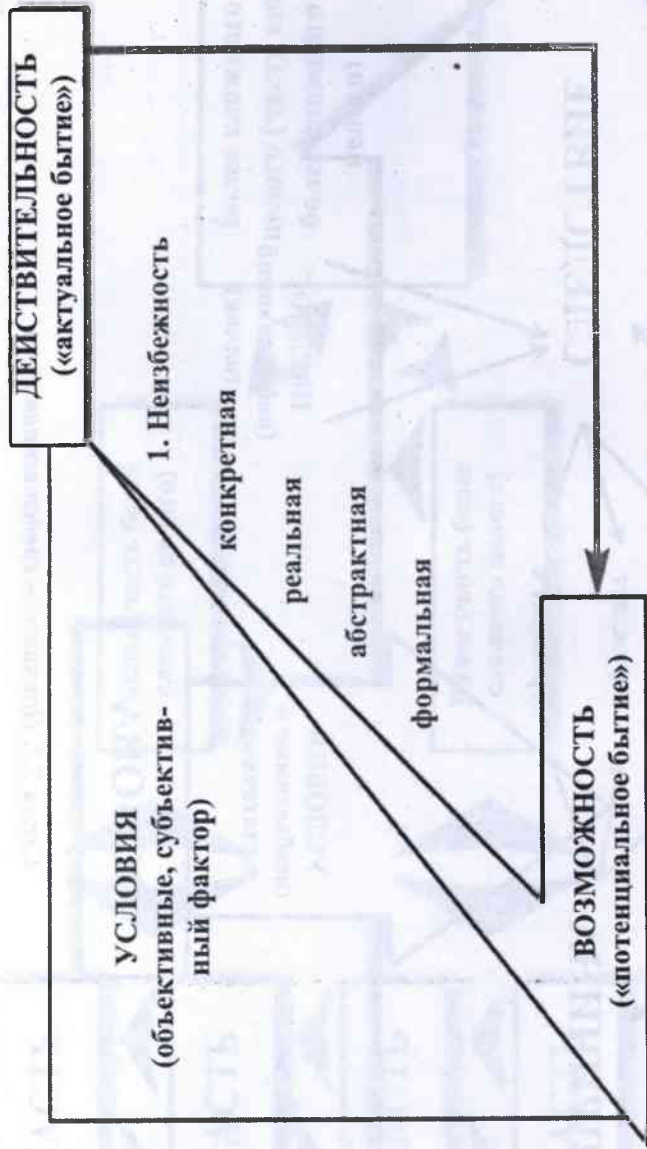 ДЕЙСТВИТЕЛЬНОСТЬ
(«актуальное бытие»)
УСЛОВИЯ
(объективные, субъектив-
ный фактор)
1. Неизбежность
конкретная
реальная
абстрактная
формальная
ВОЗМОЖНОСТЬ
(«потенциальное бытие»)